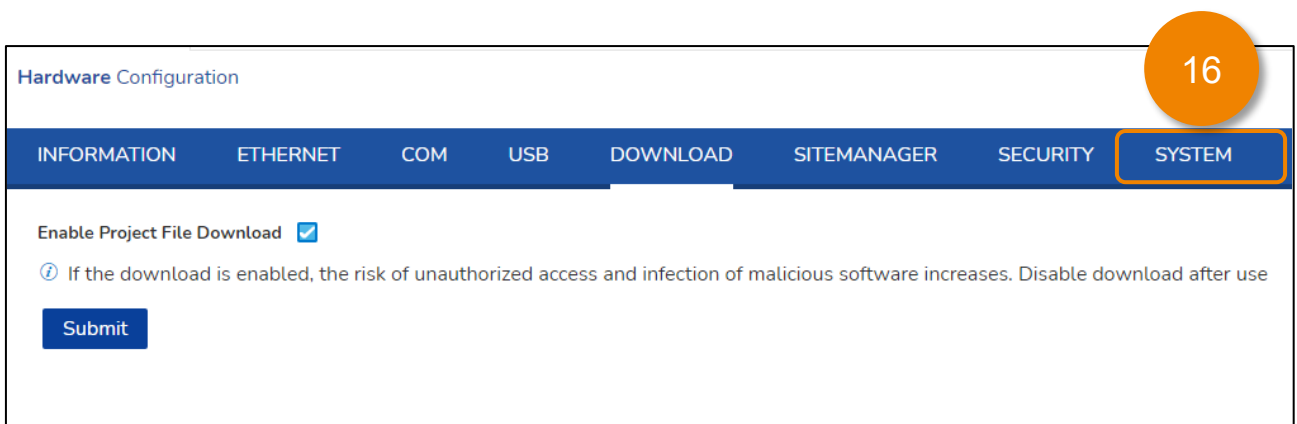 16
Hardware Configuration
INFORMATION ETHERNET COM USB DOWNLOAD SITEMANAGER SECURITY SYSTEM
Enable Project File Download
If the download is enabled, the risk of unauthorized access and infection of malicious software increases. Disable download after use
Submit